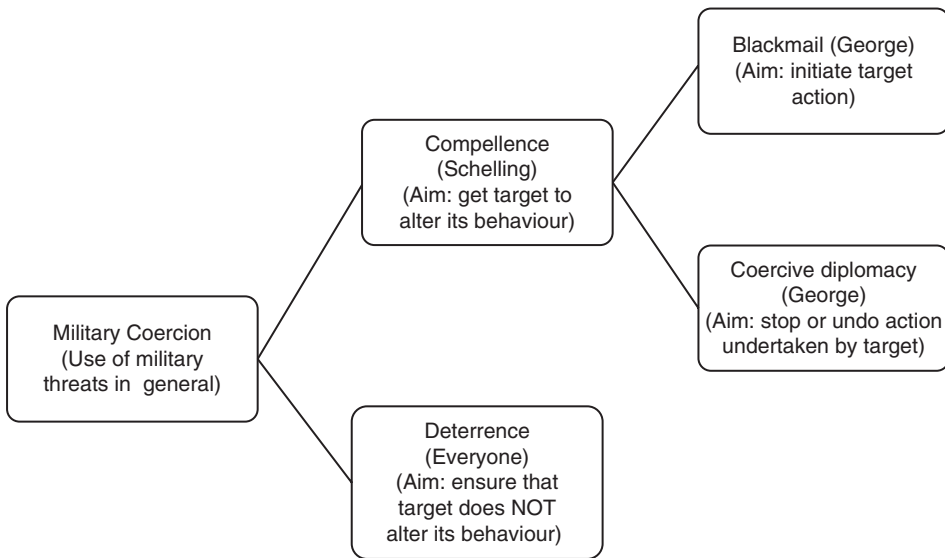 Blackmail (George)
(Aim: initiate target
action)
Compellence
(Schelling)
(Aim: get target to
alter its behaviour)
Coercive diplomacy
(George)
(Aim: stop or undo action
undertaken by target)
Military Coercion
(Use of military
threats in general)
Deterrence
(Everyone)
(Aim: ensure that
target does NOT
alter its behaviour)